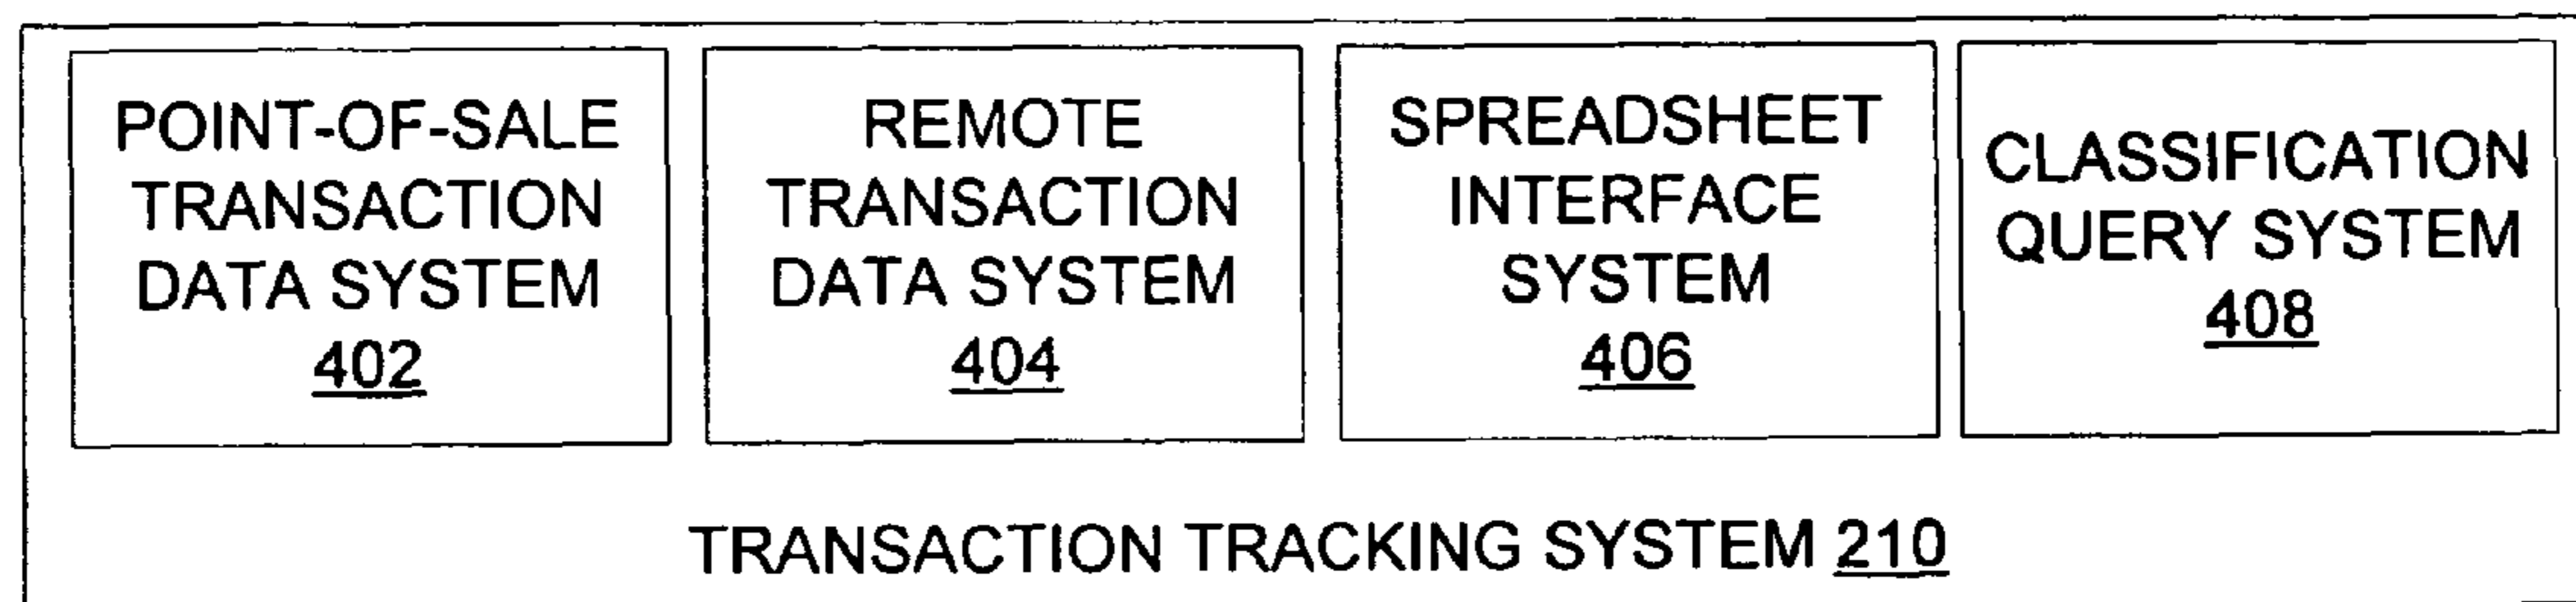 POINT-OF-SALE
TRANSACTION
DATA SYSTEM
402
REMOTE
TRANSACTION
DATA SYSTEM
404
SPREADSHEET
INTERFACE
SYSTEM
406
CLASSIFICATION
QUERY SYSTEM
408
TRANSACTION TRACKING SYSTEM 210